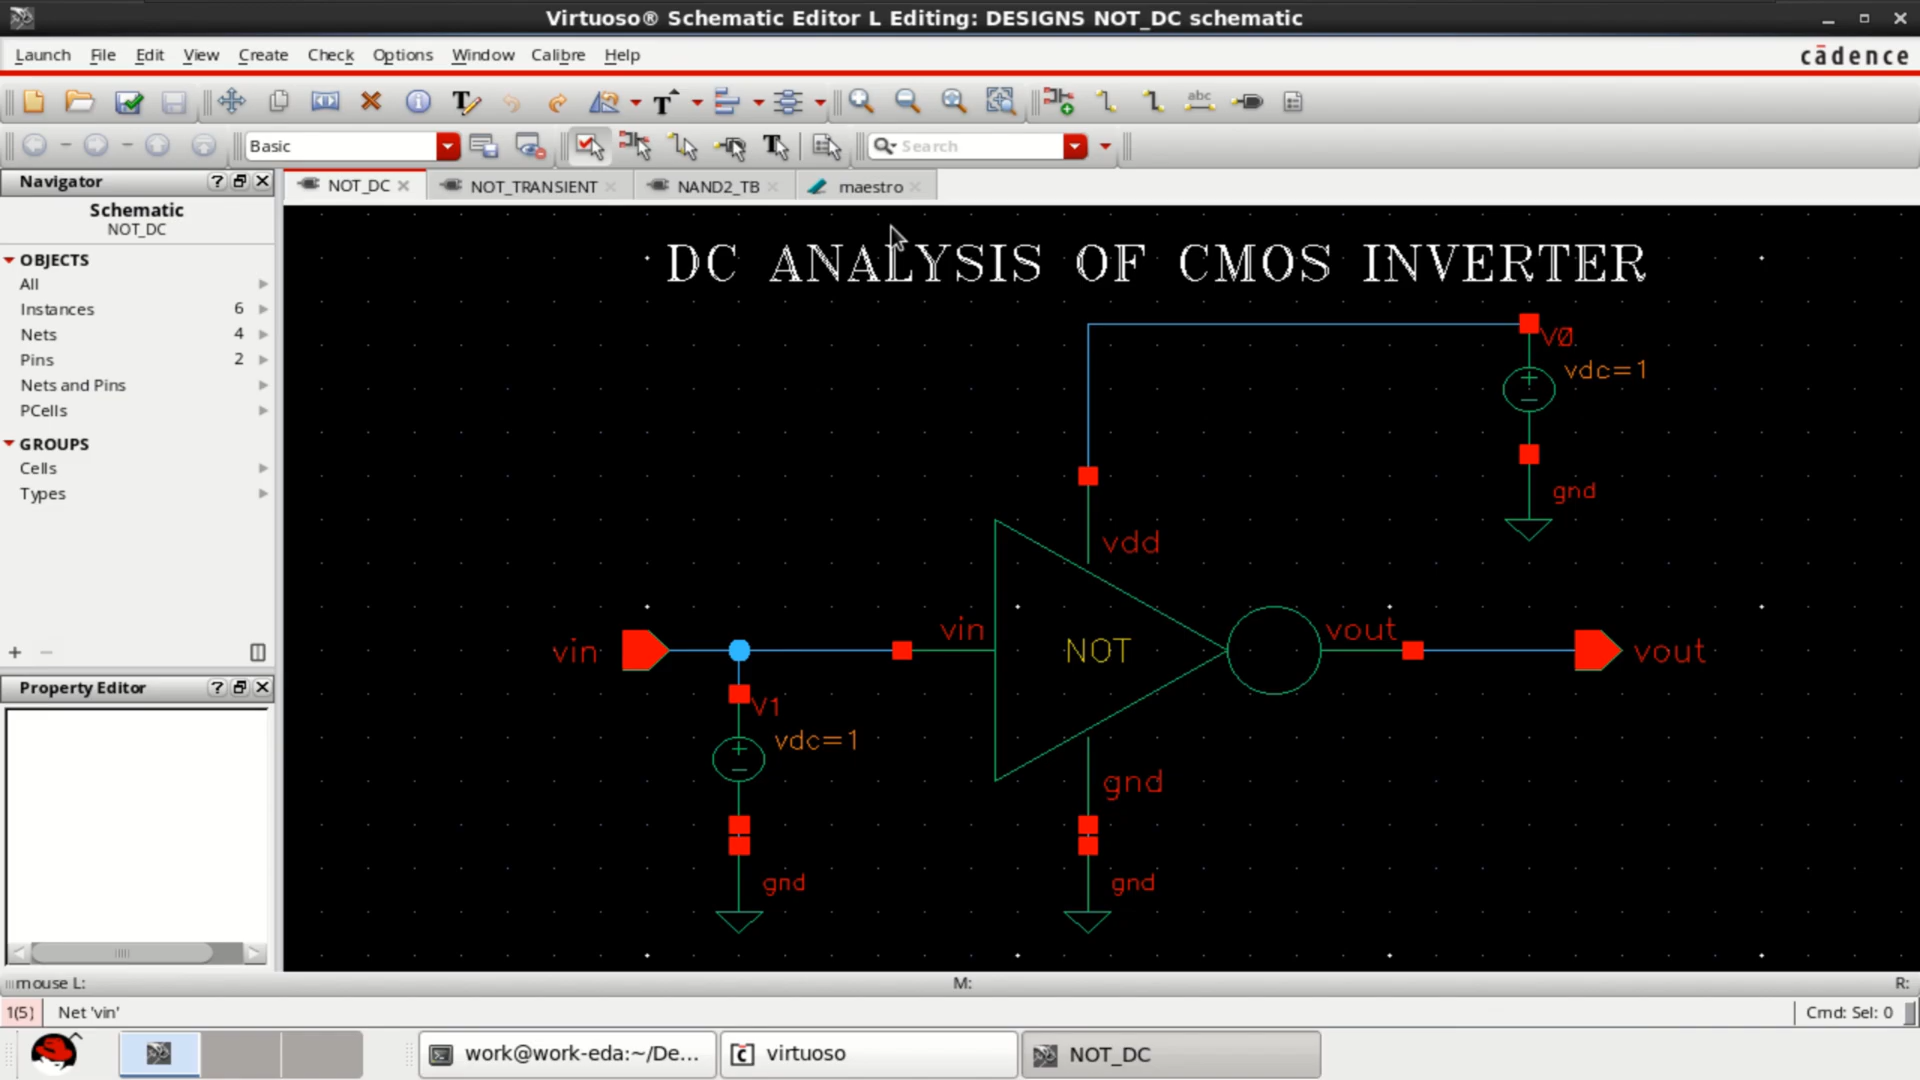 Virtuoso® Schematic Editor L Editing: DESIGNS NOT_DC schematic
Launch File Edit View Create Check Options Window Calibre Help
cādence
abc
Basic
Search
Navigator
NOT_DC
NOT_TRANSIENT
NAND2_TB
maestro
Schematic
NOT_DC
OBJECTS
All
Instances 6
Nets 4
Pins 2
Nets and Pins
PCells
GROUPS
Cells
Types
Property Editor
DC ANALYSIS OF CMOS INVERTER
V0
vdc=1
gnd
vdd
vin
vin
NOT
vout
vout
V1
vdc=1
gnd
gnd
gnd
mouse L:
M:
R:
1(5)
Net 'vin'
Cmd: Sel: 0
work@work-eda:~/De...
virtuoso
NOT_DC